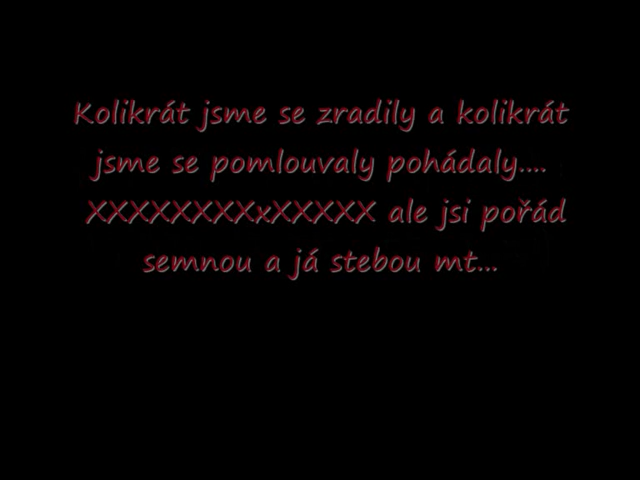 Kolikrát jsme se zradily a kolikrát
jsme se pomlouvaly pohádaly....
XXXXXXXXxXXXXX ale jsi pořád
semnou a já stebou mt...